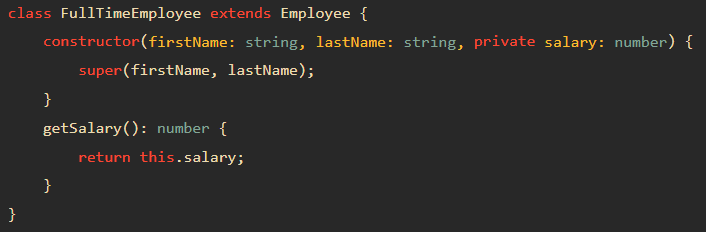 class FullTimeEmployee extends Employee {
    constructor(firstName: string, lastName: string, private salary: number) {
        super(firstName, lastName);
    }
    getSalary(): number {
        return this.salary;
    }
}